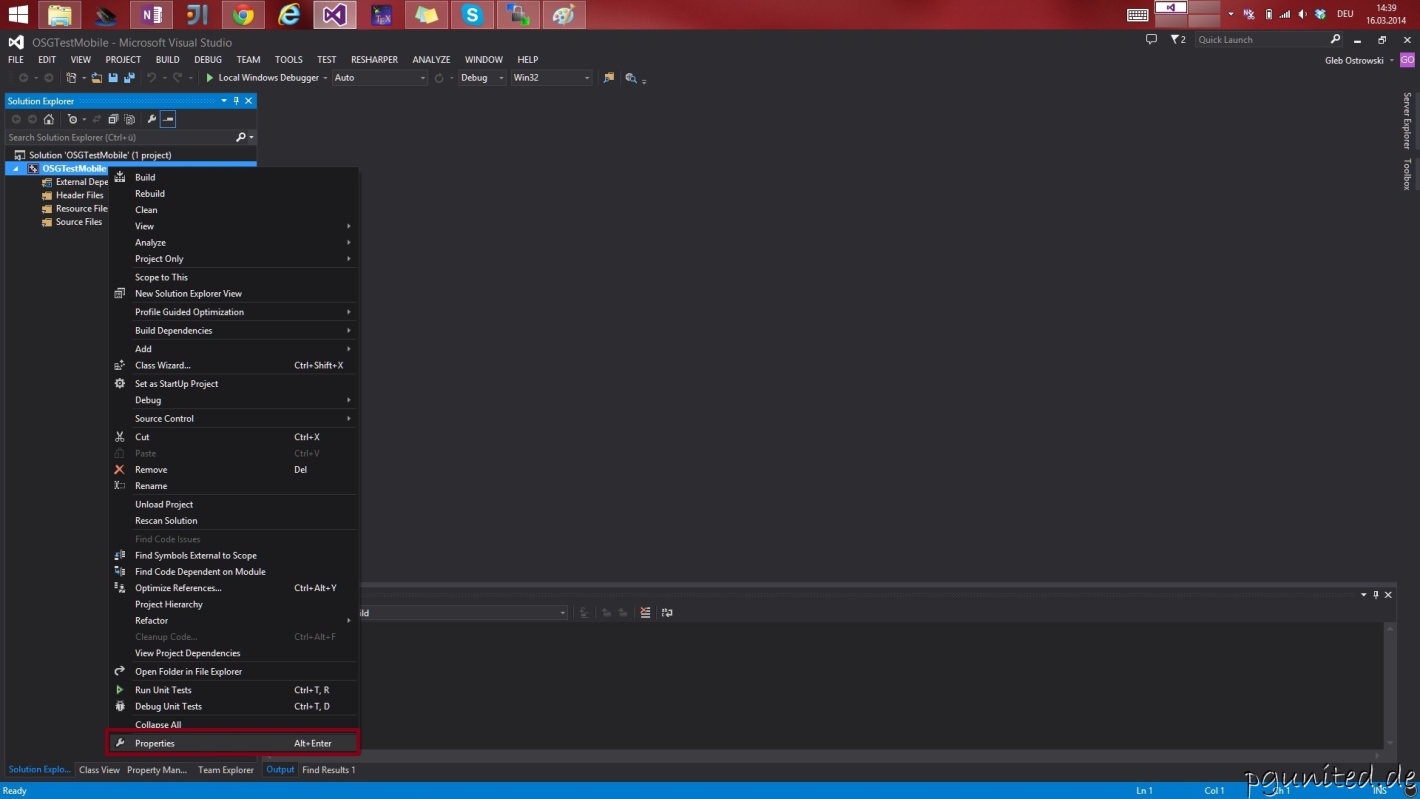 14:39
DEU
16.03.2014
OSGTestMobile - Microsoft Visual Studio
2
Quick Launch
FILE EDIT VIEW PROJECT BUILD DEBUG TEAM TOOLS TEST RESHARPER ANALYZE WINDOW HELP
Gleb Ostrowski GO
Local Windows Debugger Auto Debug Win32
Solution Explorer
Search Solution Explorer (Ctrl+ü)
Solution 'OSGTestMobile' (1 project)
OSGTestMobile
External Depe
Header Files
Resource File
Source Files
Server Explorer
Toolbox
Build
Rebuild
Clean
View
Analyze
Project Only
Scope to This
New Solution Explorer View
Profile Guided Optimization
Build Dependencies
Add
Class Wizard... Ctrl+Shift+X
Set as StartUp Project
Debug
Source Control
Cut Ctrl+X
Paste Ctrl+V
Remove Del
Rename
Unload Project
Rescan Solution
Find Code Issues
Find Symbols External to Scope
Find Code Dependent on Module
Optimize References... Ctrl+Alt+Y
Project Hierarchy
Refactor
Cleanup Code... Ctrl+Alt+F
View Project Dependencies
Open Folder in File Explorer
Run Unit Tests Ctrl+T, R
Debug Unit Tests Ctrl+T, D
Collapse All
Properties Alt+Enter
ild
Solution Explo... Class View Property Man... Team Explorer Output Find Results 1
Ready Ln 1 Col 1 Ch 1 INS
pgunited.de